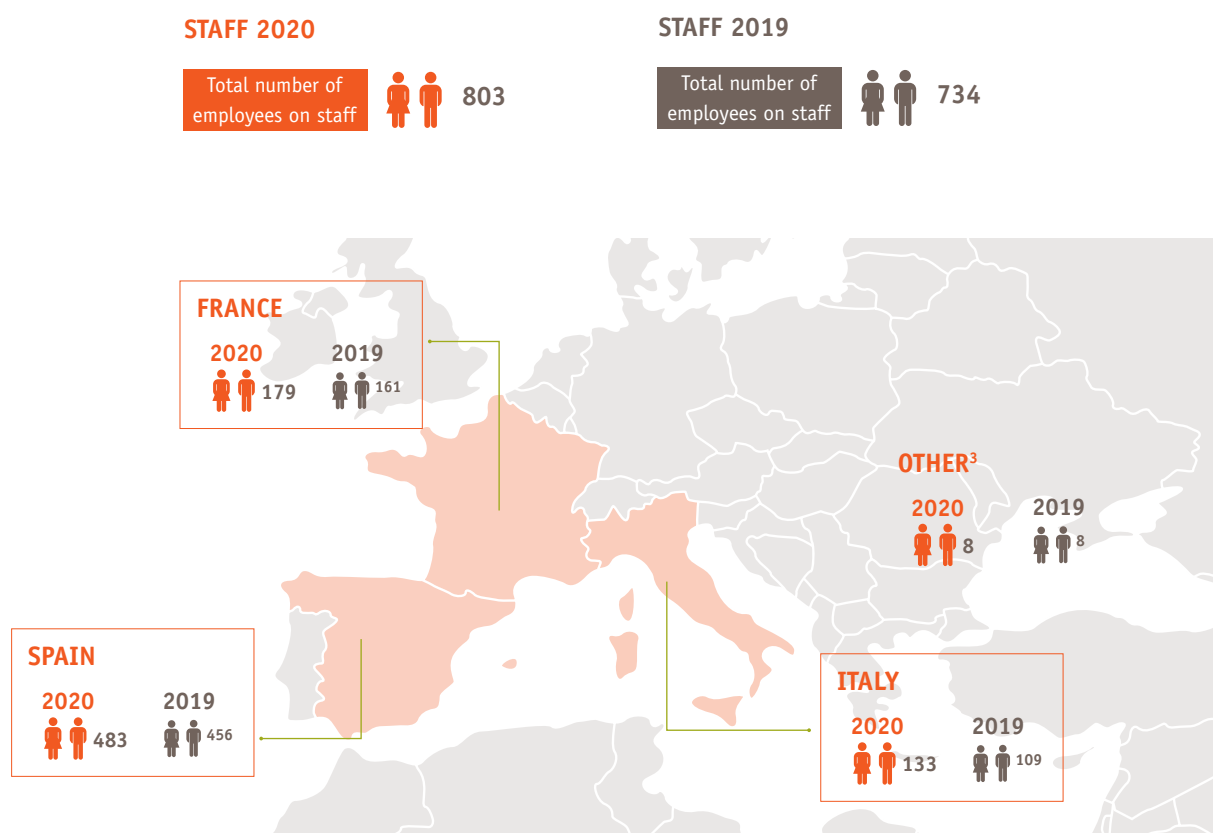 STAFF 2020
Total number of
employees on staff
803
STAFF 2019
Total number of
employees on staff
734
FRANCE
2020
179
2019
161
OTHER³
2020
8
2019
8
SPAIN
2020
483
2019
456
ITALY
2020
133
2019
109